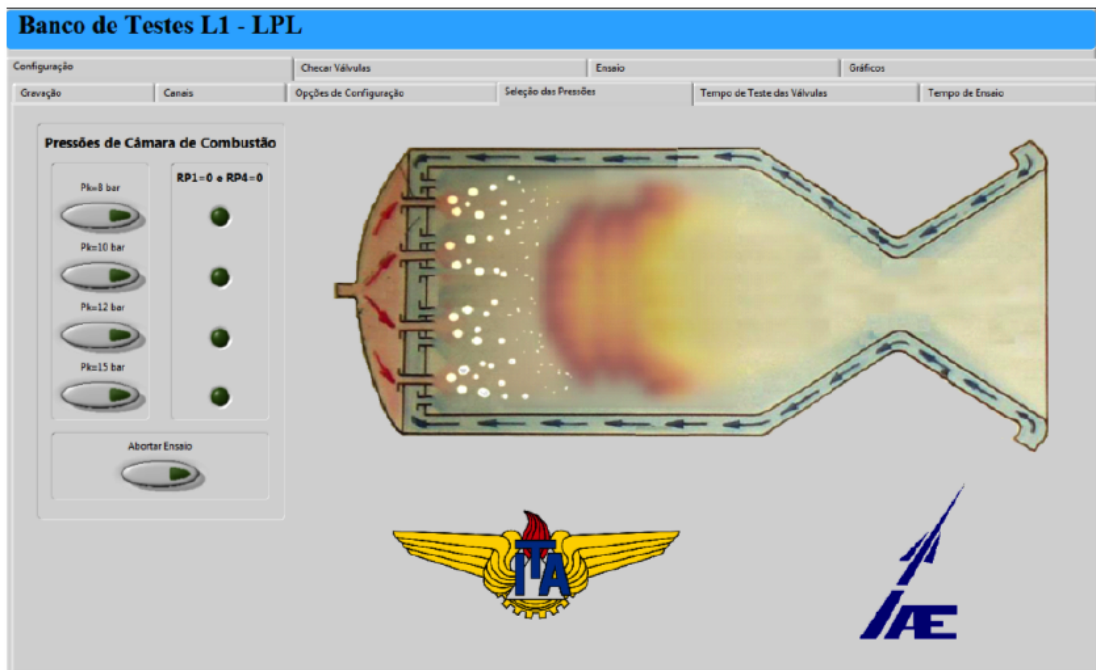 Banco de Testes L1 - LPL
Configuração Checar Válvulas Ensaio Gráficos
Gravação Canais Opções de Configuração Seleção das Pressões Tempo de Teste das Válvulas Tempo de Ensaio
Pressões de Câmara de Combustão
Pk=8 bar
RP1=0 e RP4=0
Pk=10 bar
Pk=12 bar
Pk=15 bar
Abortar Ensaio
ITA
IAE